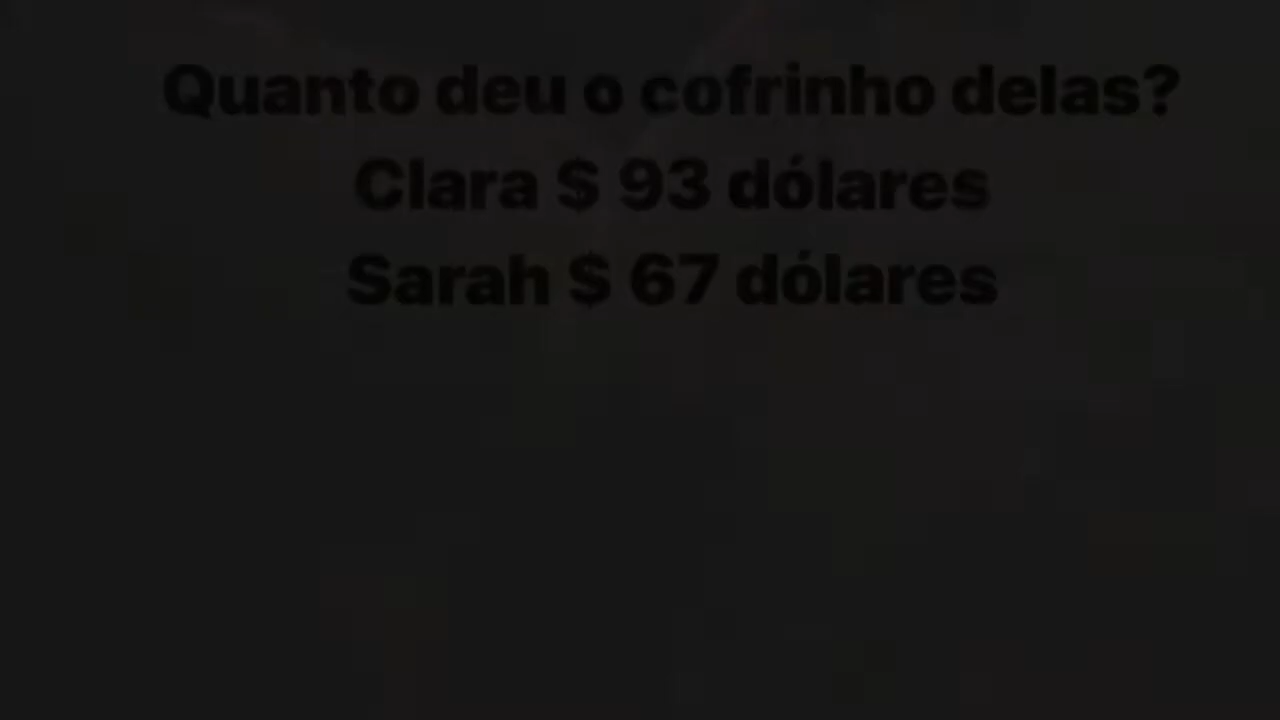 Quanto deu o cofrinho delas?
Clara $ 93 dólares
Sarah $ 67 dólares